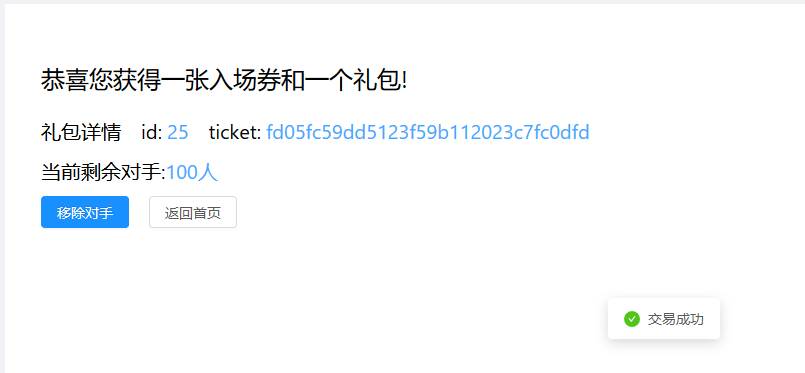 恭喜您获得一张入场券和一个礼包!
礼包详情 id: 25 ticket: fd05fc59dd5123f59b112023c7fc0dfd
当前剩余对手:100人
移除对手 返回首页
交易成功